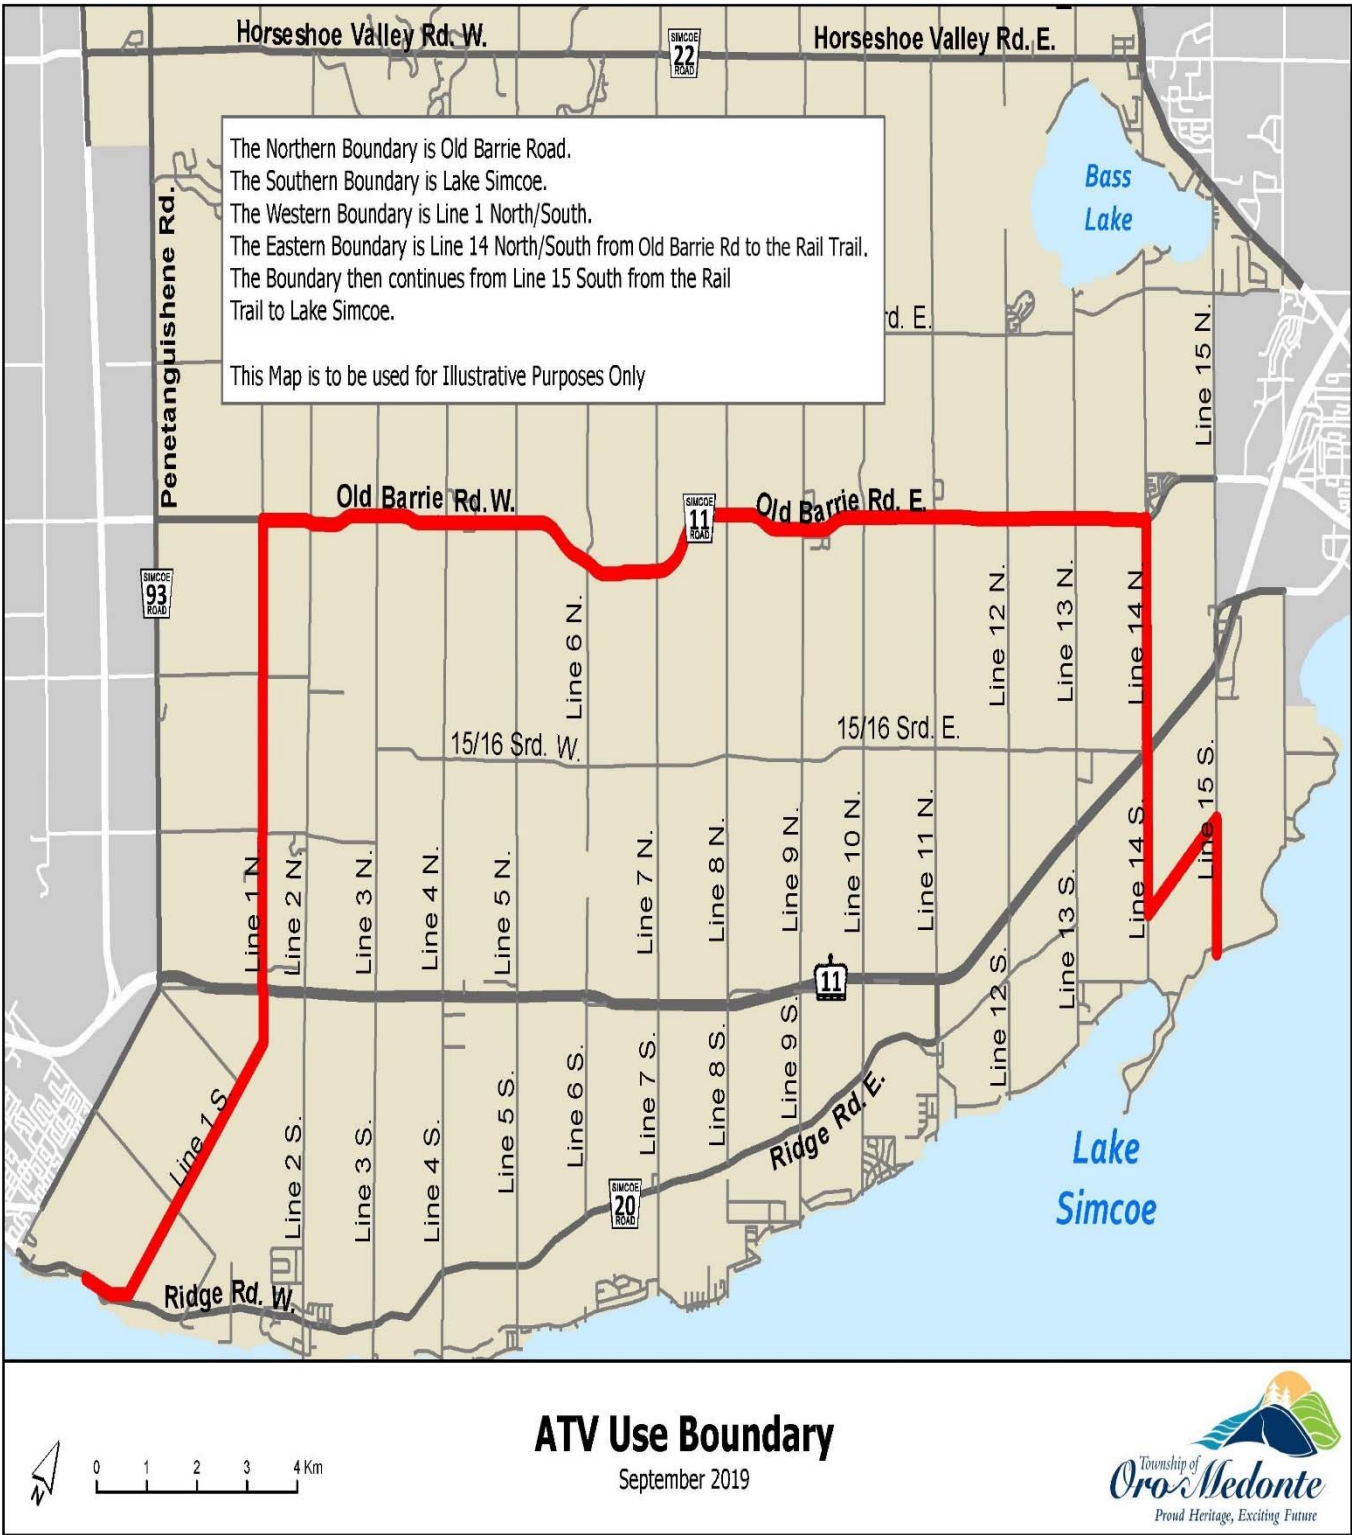 Horseshoe Valley Rd. W.
SIMCOE
22
ROAD
Horseshoe Valley Rd. E.
The Northern Boundary is Old Barrie Road.
The Southern Boundary is Lake Simcoe.
The Western Boundary is Line 1 North/South.
The Eastern Boundary is Line 14 North/South from Old Barrie Rd to the Rail Trail.
The Boundary then continues from Line 15 South from the Rail
Trail to Lake Simcoe.
This Map is to be used for Illustrative Purposes Only
Bass
Lake
Penetanguishene Rd.
rd. E.
Line 15 N.
Old Barrie Rd. W.
SIMCOE
11
ROAD
Old Barrie Rd. E.
SIMCOE
93
ROAD
Line 6 N.
Line 12 N.
Line 13 N.
Line 14 N.
15/16 Srd. W.
15/16 Srd. E.
Line 1 N.
Line 2 N.
Line 3 N.
Line 4 N.
Line 5 N.
Line 7 N.
Line 8 N.
Line 9 N.
Line 10 N.
Line 11 N.
Line 14 S.
Line 15 S.
11
Line 1 S.
Line 2 S.
Line 3 S.
Line 4 S.
Line 5 S.
Line 6 S.
Line 7 S.
Line 8 S.
Line 9 S.
Line 12 S.
Line 13 S.
Ridge Rd. E.
SIMCOE
20
ROAD
Ridge Rd. W.
Lake
Simcoe
N
0 1 2 3 4 Km
ATV Use Boundary
September 2019
Township of
Oro-Medonte
Proud Heritage, Exciting Future